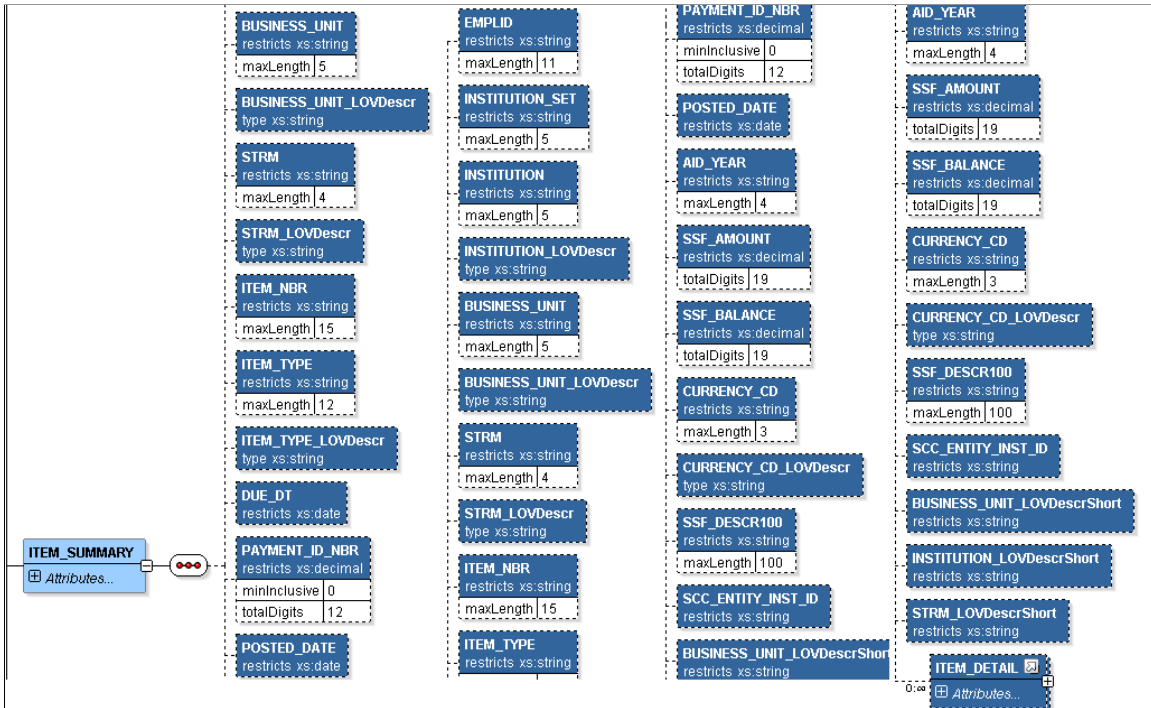 BUSINESS_UNIT
restricts xs:string
maxLength 5
BUSINESS_UNIT_LOVDescr
type xs:string
STRM
restricts xs:string
maxLength 4
STRM_LOVDescr
type xs:string
ITEM_NBR
restricts xs:string
maxLength 15
ITEM_TYPE
restricts xs:string
maxLength 12
ITEM_TYPE_LOVDescr
type xs:string
DUE_DT
restricts xs:date
ITEM_SUMMARY
Attributes...
PAYMENT_ID_NBR
restricts xs:decimal
minInclusive 0
totalDigits 12
POSTED_DATE
restricts xs:date
EMPLID
restricts xs:string
maxLength 11
INSTITUTION_SET
restricts xs:string
maxLength 5
INSTITUTION
restricts xs:string
maxLength 5
INSTITUTION_LOVDescr
type xs:string
BUSINESS_UNIT
restricts xs:string
maxLength 5
BUSINESS_UNIT_LOVDescr
type xs:string
STRM
restricts xs:string
maxLength 4
STRM_LOVDescr
type xs:string
ITEM_NBR
restricts xs:string
maxLength 15
ITEM_TYPE
restricts xs:string
PAYMENT_ID_NBR
restricts xs:decimal
minInclusive 0
totalDigits 12
POSTED_DATE
restricts xs:date
AID_YEAR
restricts xs:string
maxLength 4
SSF_AMOUNT
restricts xs:decimal
totalDigits 19
SSF_BALANCE
restricts xs:decimal
totalDigits 19
CURRENCY_CD
restricts xs:string
maxLength 3
CURRENCY_CD_LOVDescr
type xs:string
SSF_DESCR100
restricts xs:string
maxLength 100
SCC_ENTITY_INST_ID
restricts xs:string
BUSINESS_UNIT_LOVDescrShort
restricts xs:string
AID_YEAR
restricts xs:string
maxLength 4
SSF_AMOUNT
restricts xs:decimal
totalDigits 19
SSF_BALANCE
restricts xs:decimal
totalDigits 19
CURRENCY_CD
restricts xs:string
maxLength 3
CURRENCY_CD_LOVDescr
type xs:string
SSF_DESCR100
restricts xs:string
maxLength 100
SCC_ENTITY_INST_ID
restricts xs:string
BUSINESS_UNIT_LOVDescrShort
restricts xs:string
INSTITUTION_LOVDescrShort
restricts xs:string
STRM_LOVDescrShort
restricts xs:string
ITEM_DETAIL
0:∞
Attributes...